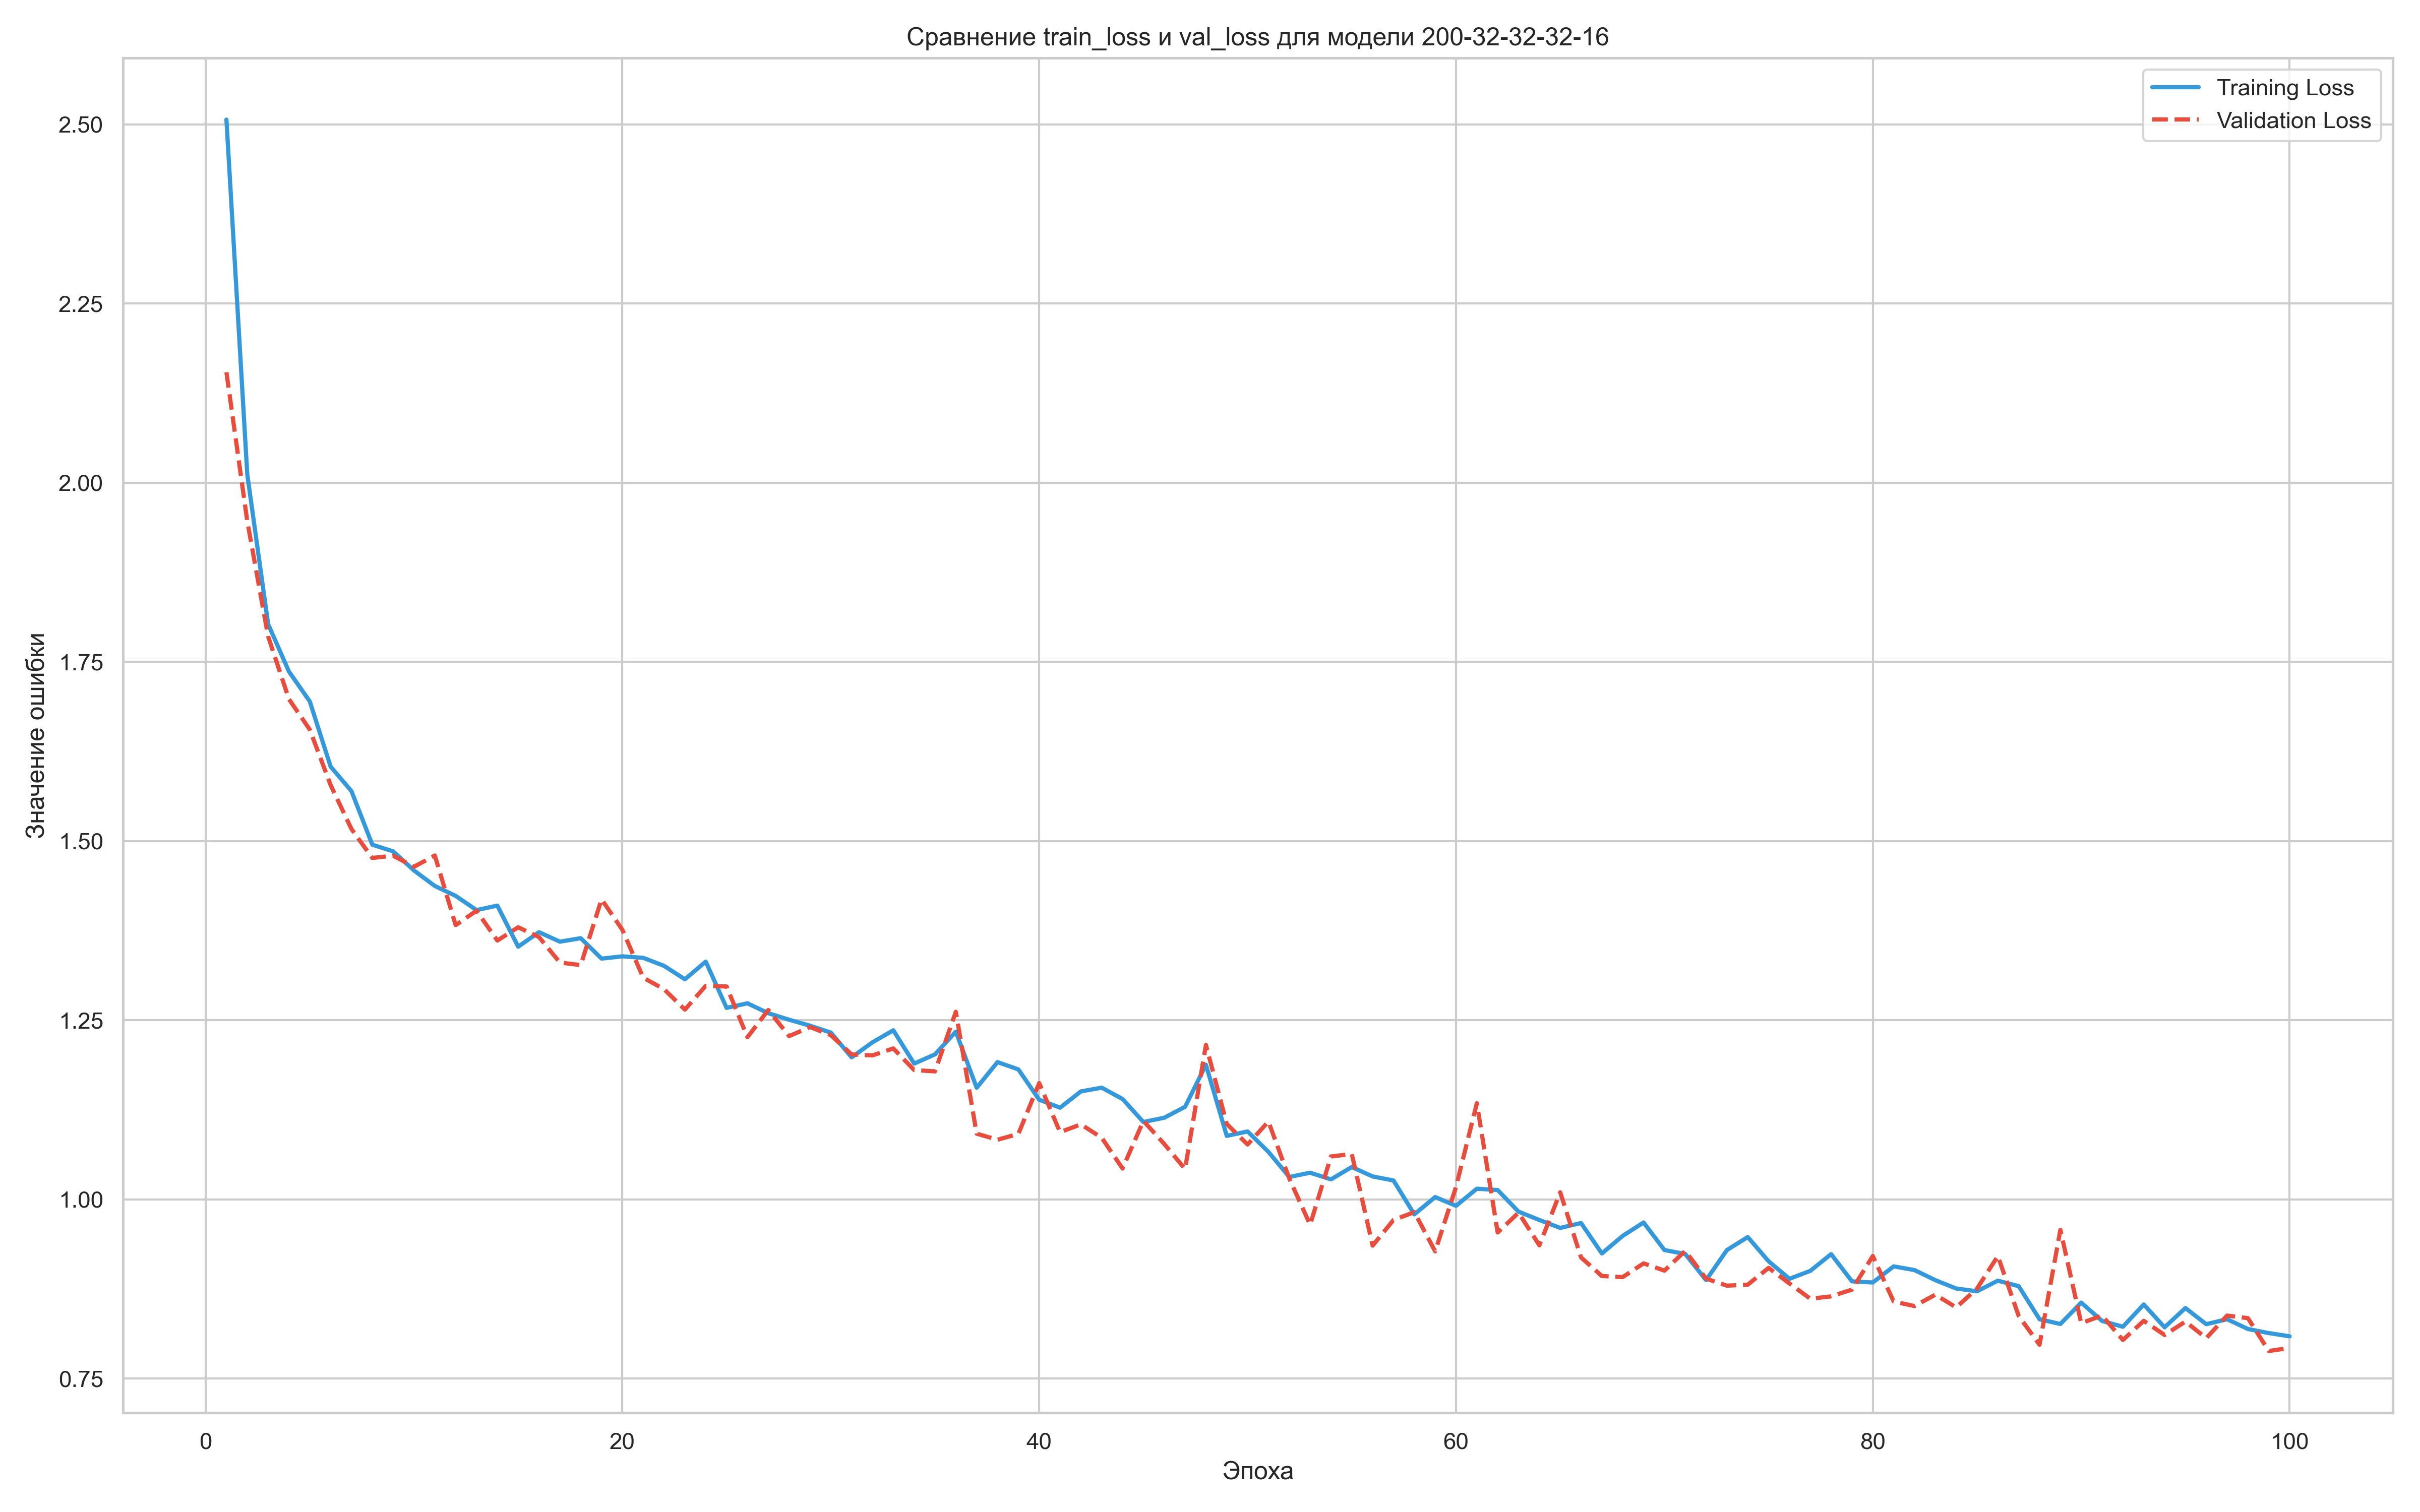 Сравнение train_loss и val_loss для модели 200-32-32-32-16
Training Loss
Validation Loss
Значение ошибки
2.50
2.25
2.00
1.75
1.50
1.25
1.00
0.75
0
20
40
60
80
100
Эпоха